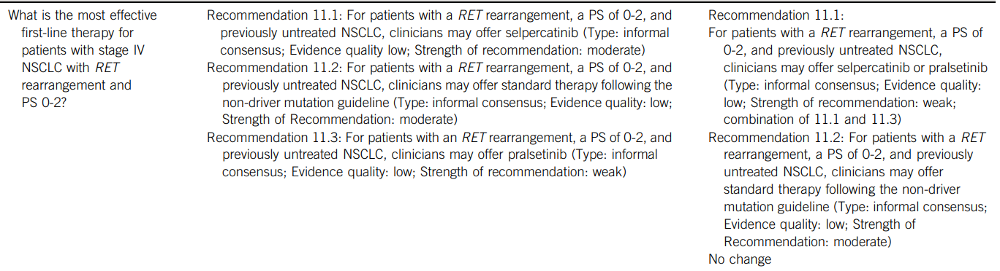 What is the most effective
first-line therapy for
patients with stage IV
NSCLC with RET
rearrangement and
PS 0-2?
Recommendation 11.1: For patients with a RET rearrangement, a PS of 0-2, and
previously untreated NSCLC, clinicians may offer selpercatinib (Type: informal
consensus; Evidence quality low; Strength of recommendation: moderate)
Recommendation 11.2: For patients with a RET rearrangement, a PS of 0-2, and
previously untreated NSCLC, clinicians may offer standard therapy following the
non-driver mutation guideline (Type: informal consensus; Evidence quality: low;
Strength of Recommendation: moderate)
Recommendation 11.3: For patients with an RET rearrangement, a PS of 0-2, and
previously untreated NSCLC, clinicians may offer pralsetinib (Type: informal
consensus; Evidence quality: low; Strength of recommendation: weak)
Recommendation 11.1:
For patients with a RET rearrangement, a PS of
0-2, and previously untreated NSCLC,
clinicians may offer selpercatinib or pralsetinib
(Type: informal consensus; Evidence quality:
low; Strength of recommendation: weak;
combination of 11.1 and 11.3)
Recommendation 11.2: For patients with a RET
rearrangement, a PS of 0-2, and previously
untreated NSCLC, clinicians may offer
standard therapy following the non-driver
mutation guideline (Type: informal consensus;
Evidence quality: low; Strength of
Recommendation: moderate)
No change